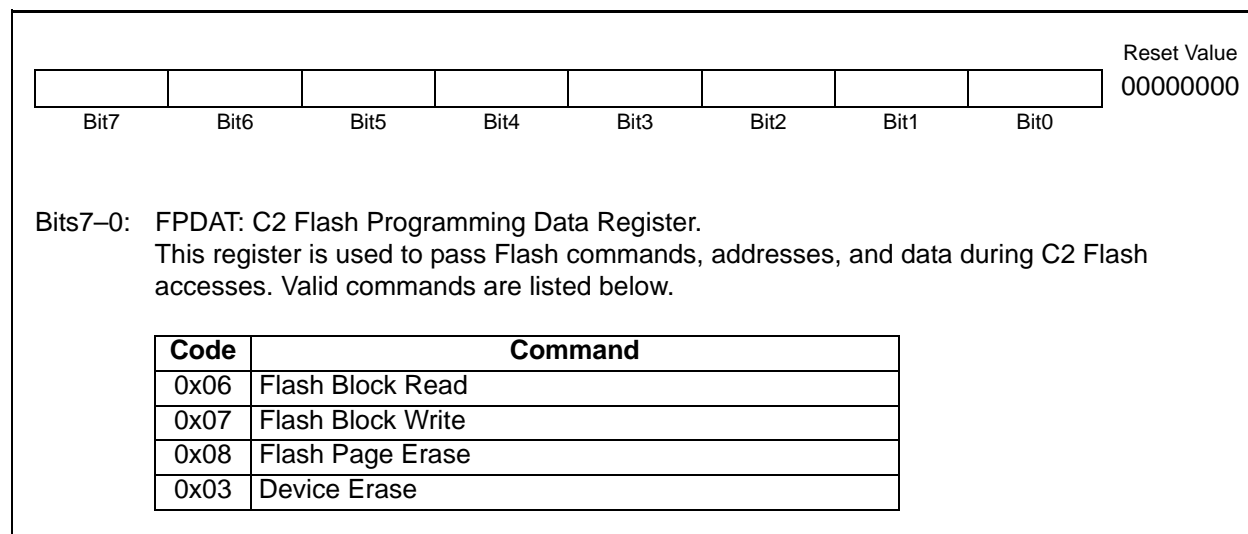 Reset Value
00000000
Bit7 Bit6 Bit5 Bit4 Bit3 Bit2 Bit1 Bit0
Bits7–0: FPDAT: C2 Flash Programming Data Register.
This register is used to pass Flash commands, addresses, and data during C2 Flash
accesses. Valid commands are listed below.
Code Command
0x06 Flash Block Read
0x07 Flash Block Write
0x08 Flash Page Erase
0x03 Device Erase